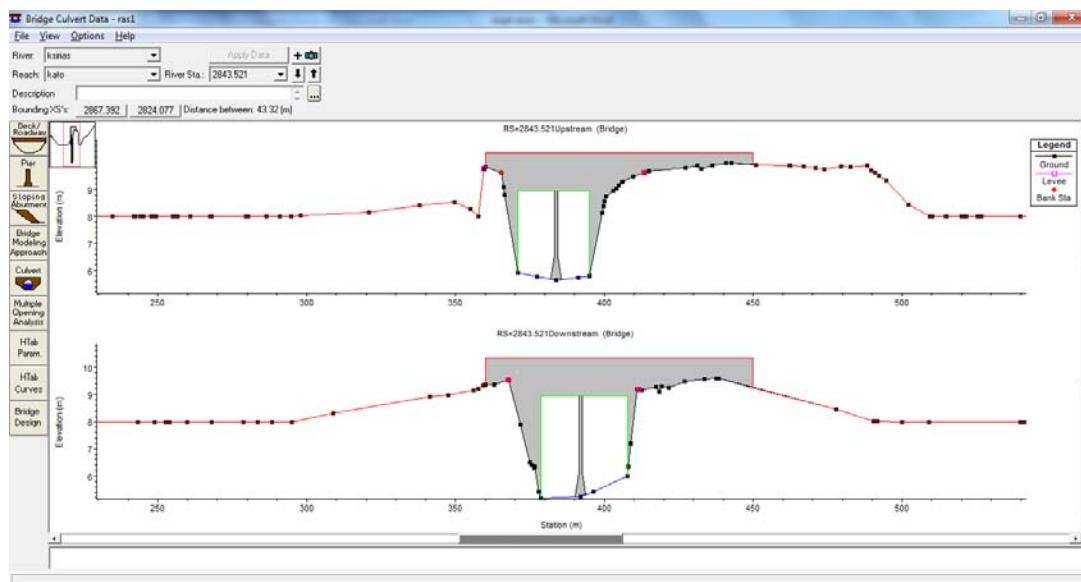 Bridge Culvert Data - ras1
File View Options Help
River: ksirias Apply Data
Reach: kato River Sta.: 2843.521
Description ...
Bounding XS's: 2867.392 2824.077 Distance between: 43.32 (m)
Deck/
Roadway
Pier
Sloping
Abutment
Bridge
Modeling
Approach
Culvert
Multiple
Opening
Analysis
HTab
Param.
HTab
Curves
Bridge
Design
RS=2843.521Upstream (Bridge)
Elevation (m)
9
8
7
6
250 300 350 400 450 500
Legend
Ground
Levee
Bank Sta
RS=2843.521Downstream (Bridge)
Elevation (m)
10
9
8
7
6
250 300 350 400 450 500
Station (m)